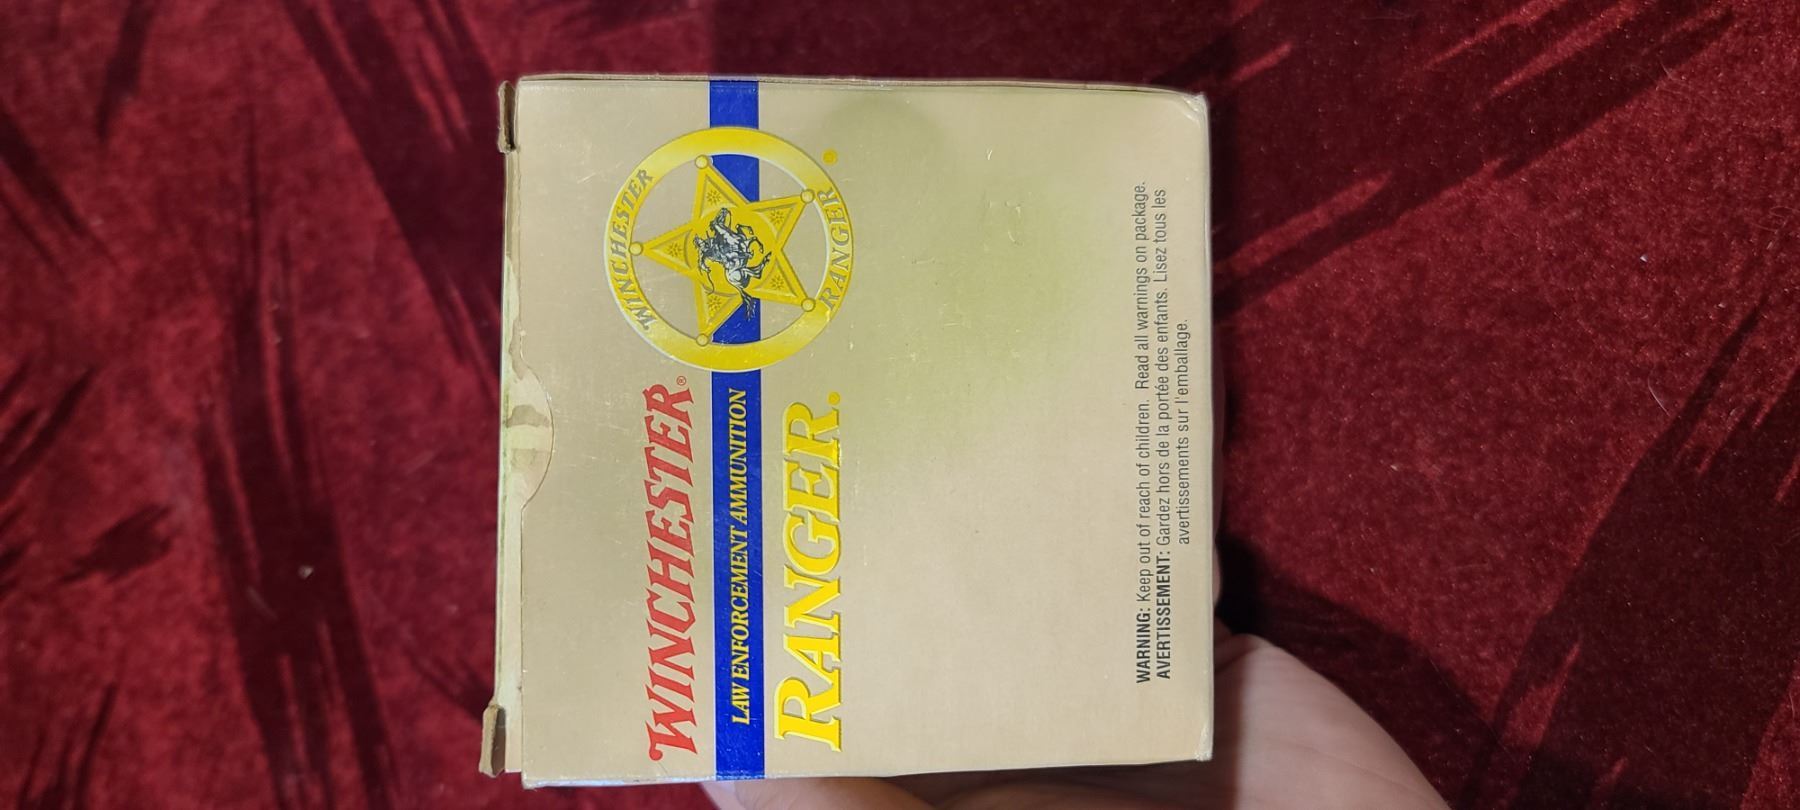 WINCHESTER®
LAW ENFORCEMENT AMMUNITION
RANGER®
WINCHESTER
RANGER®
WARNING: Keep out of reach of children. Read all warnings on package.
AVERTISSEMENT: Gardez hors de la portée des enfants. Lisez tous les
avertissements sur l'emballage.